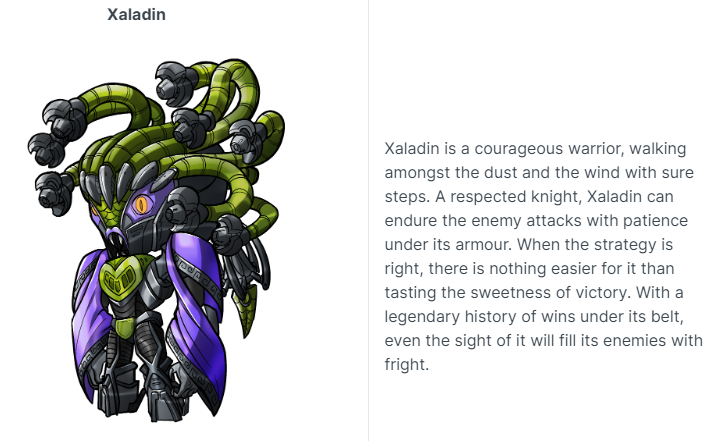 Xaladin
Xaladin is a courageous warrior, walking
amongst the dust and the wind with sure
steps. A respected knight, Xaladin can
endure the enemy attacks with patience
under its armour. When the strategy is
right, there is nothing easier for it than
tasting the sweetness of victory. With a
legendary history of wins under its belt,
even the sight of it will fill its enemies with
fright.